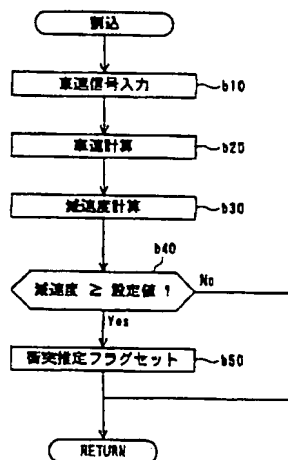 割込
車速信号入力
b10
車速計算
b20
減速度計算
b30
b40
減速度 ≥ 設定値 ?
No
Yes
衝突推定フラグセット
b50
RETURN